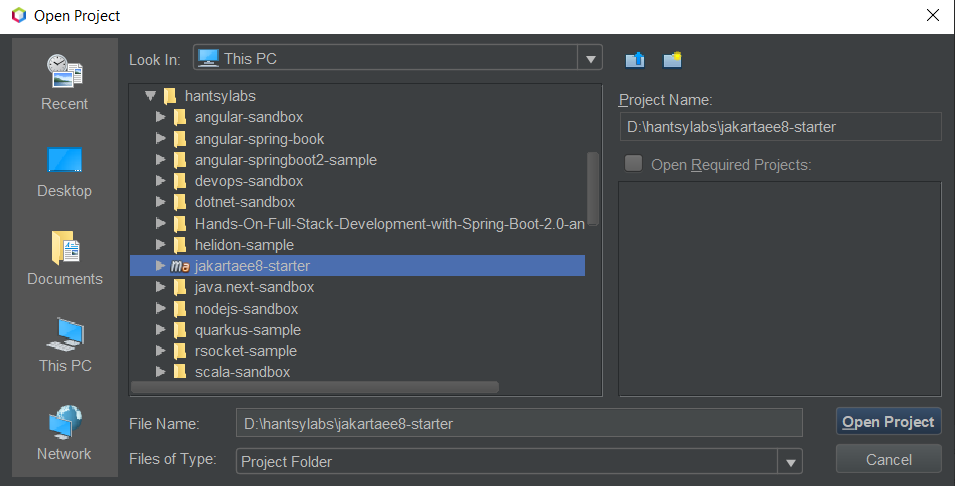 Open Project
Recent
Desktop
Documents
This PC
Network
Look In:
This PC
hantsylabs
angular-sandbox
angular-spring-book
angular-springboot2-sample
devops-sandbox
dotnet-sandbox
Hands-On-Full-Stack-Development-with-Spring-Boot-2.0-an
helidon-sample
ma jakartaee8-starter
java.next-sandbox
nodejs-sandbox
quarkus-sample
rsocket-sample
scala-sandbox
Project Name:
D:\hantsylabs\jakartaee8-starter
Open Required Projects:
File Name:
D:\hantsylabs\jakartaee8-starter
Files of Type:
Project Folder
Open Project
Cancel